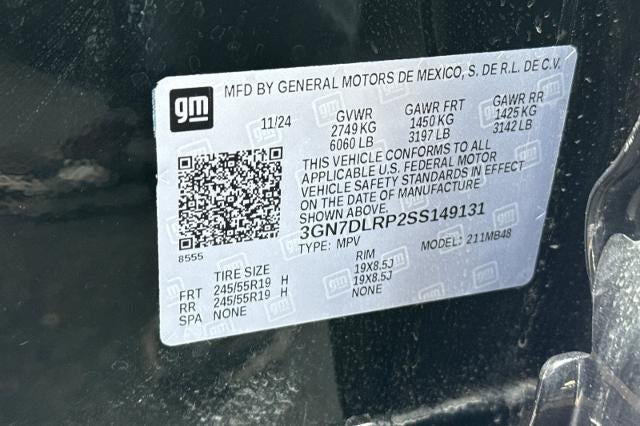 gm
MFD BY GENERAL MOTORS DE MEXICO, S. DE R.L. DE C.V.
11/24 GVWR GAWR FRT GAWR RR
2749 KG 1450 KG 1425 KG
6060 LB 3197 LB 3142 LB
THIS VEHICLE CONFORMS TO ALL
APPLICABLE U.S. FEDERAL MOTOR
VEHICLE SAFETY STANDARDS IN EFFECT
ON THE DATE OF MANUFACTURE
SHOWN ABOVE.
3GN7DLRP2SS149131
8555 TYPE: MPV MODEL: 211MB48
TIRE SIZE RIM
FRT 245/55R19 H 19X8.5J
RR 245/55R19 H 19X8.5J
SPA NONE NONE